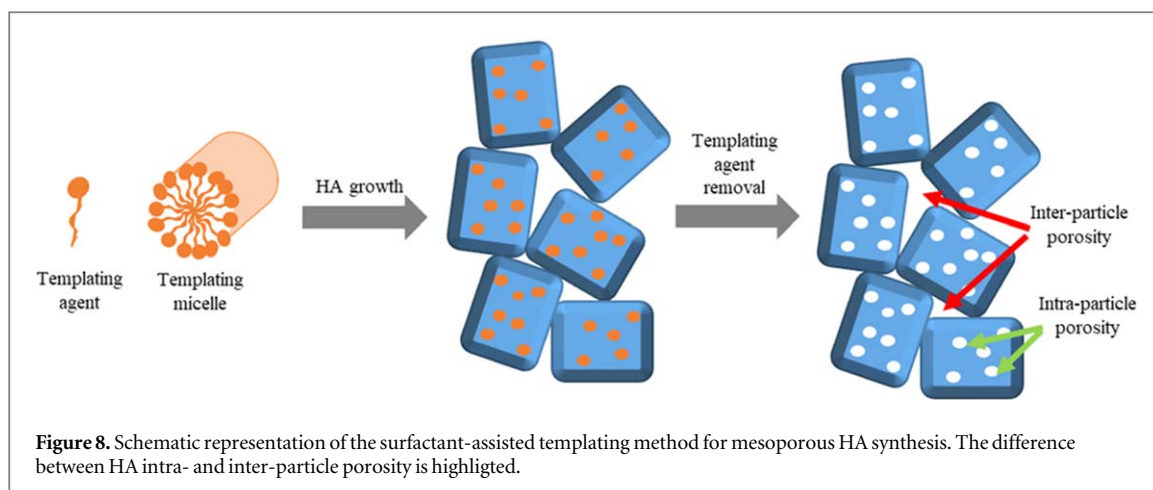 Templating
agent
Templating
micelle
HA growth
Templating
agent
removal
Inter-particle
porosity
Intra-particle
porosity
Figure 8. Schematic representation of the surfactant-assisted templating method for mesoporous HA synthesis. The difference
between HA intra- and inter-particle porosity is highligted.